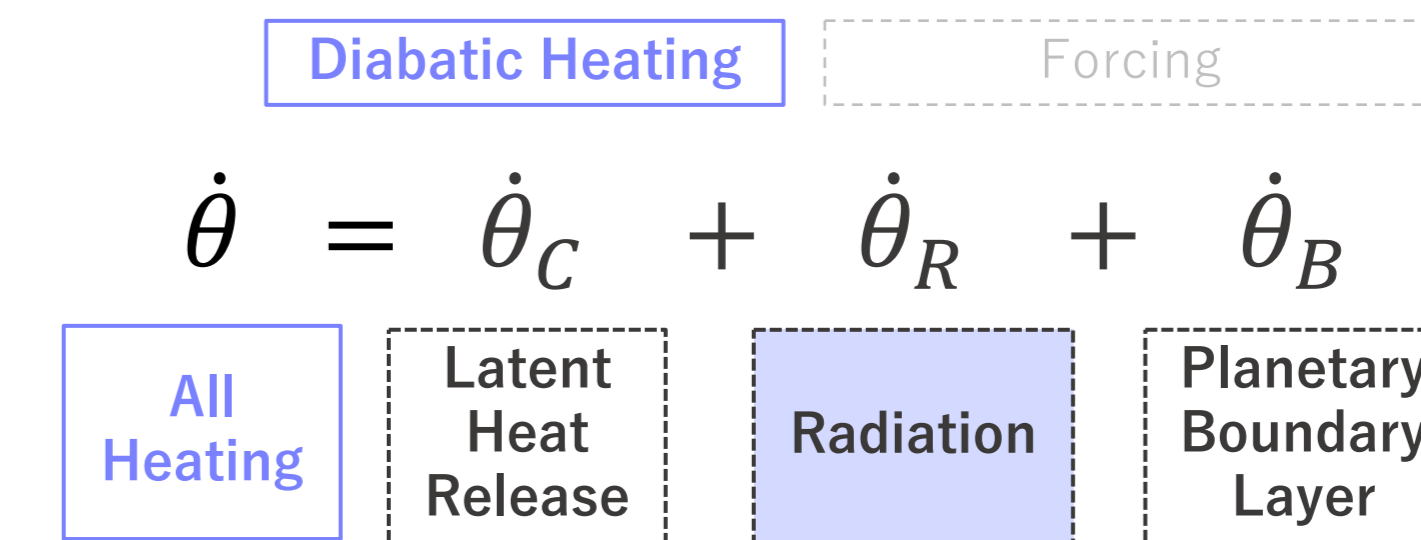 Diabatic Heating
Forcing
θ̇ = θ̇_C + θ̇_R + θ̇_B
All
Heating
Latent
Heat
Release
Radiation
Planetary
Boundary
Layer